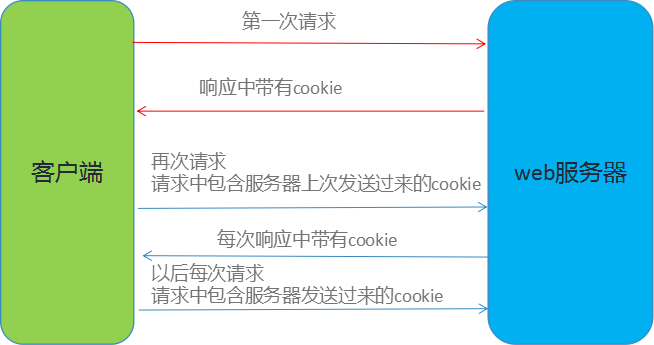 第一次请求
响应中带有cookie
客户端
web服务器
再次请求
请求中包含服务器上次发送过来的cookie
每次响应中带有cookie
以后每次请求
请求中包含服务器发送过来的cookie